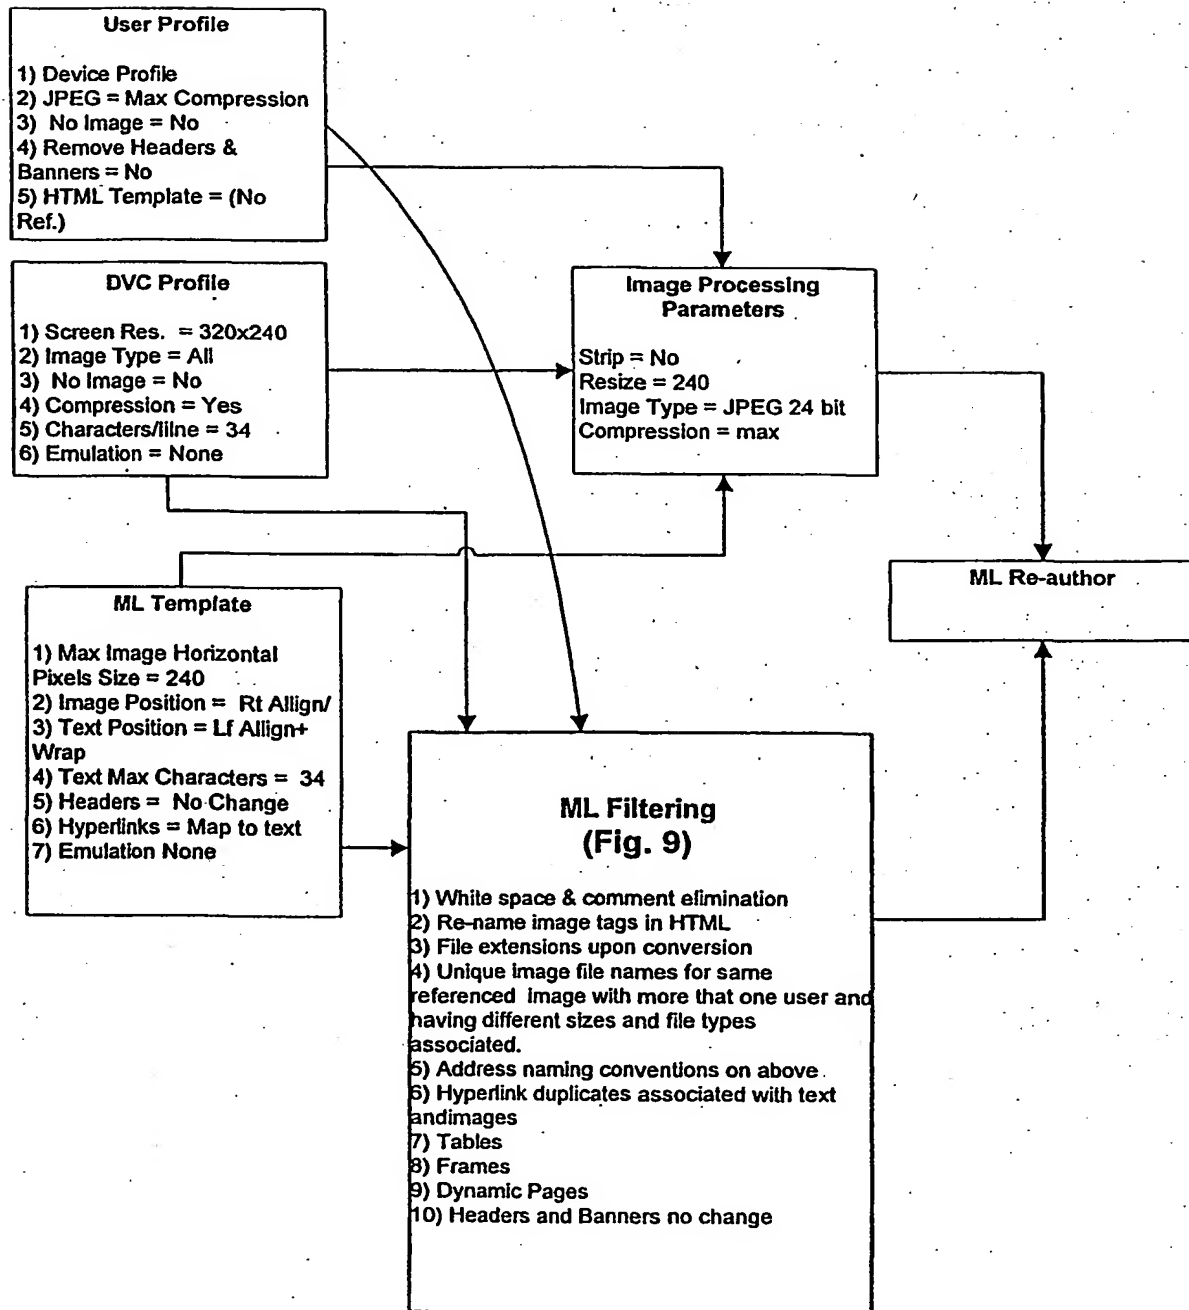 User Profile
1) Device Profile
2) JPEG = Max Compression
3) No Image = No
4) Remove Headers &
Banners = No
5) HTML Template = (No
Ref.)
DVC Profile
1) Screen Res. = 320x240
2) Image Type = All
3) No Image = No
4) Compression = Yes
5) Characters/liine = 34
6) Emulation = None
Image Processing
Parameters
Strip = No
Resize = 240
Image Type = JPEG 24 bit
Compression = max
ML Re-author
ML Template
1) Max Image Horizontal
Pixels Size = 240
2) Image Position = Rt Allign/
3) Text Position = Lf Allign+
Wrap
4) Text Max Characters = 34
5) Headers = No Change
6) Hyperlinks = Map to text
7) Emulation None
ML Filtering
(Fig. 9)
1) White space & comment elimination
2) Re-name image tags in HTML
3) File extensions upon conversion
4) Unique image file names for same
referenced image with more that one user and
having different sizes and file types
associated.
5) Address naming conventions on above
6) Hyperlink duplicates associated with text
andimages
7) Tables
8) Frames
9) Dynamic Pages
10) Headers and Banners no change